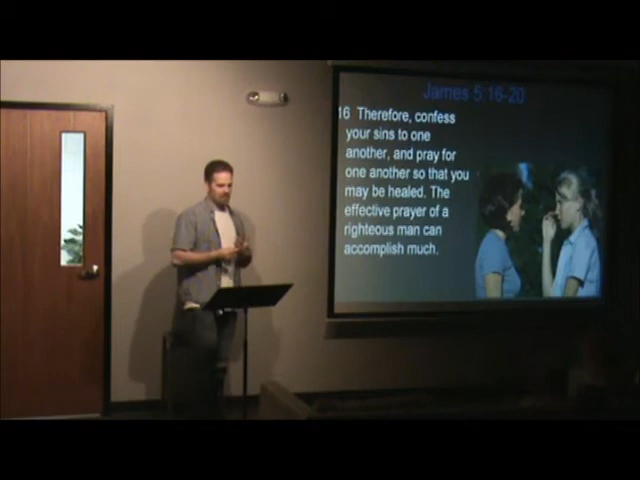 James 5:16-20
16 Therefore, confess
your sins to one
another, and pray for
one another so that you
may be healed. The
effective prayer of a
righteous man can
accomplish much.